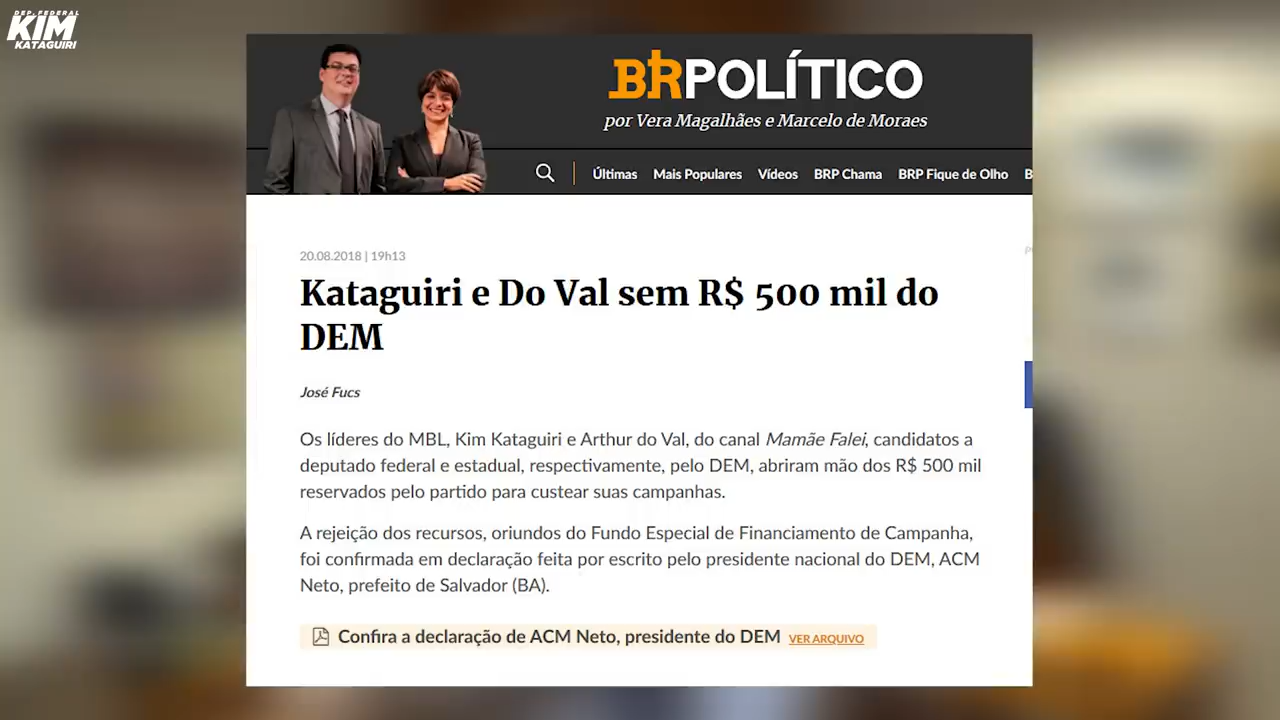 DEP. FEDERAL
KIM
KATAGUIRI
BRPOLÍTICO
por Vera Magalhães e Marcelo de Moraes
Últimas Mais Populares Vídeos BRP Chama BRP Fique de Olho B
20.08.2018 | 19h13
Kataguiri e Do Val sem R$ 500 mil do
DEM
José Fucs
Os líderes do MBL, Kim Kataguiri e Arthur do Val, do canal Mamãe Falei, candidatos a
deputado federal e estadual, respectivamente, pelo DEM, abriram mão dos R$ 500 mil
reservados pelo partido para custear suas campanhas.
A rejeição dos recursos, oriundos do Fundo Especial de Financiamento de Campanha,
foi confirmada em declaração feita por escrito pelo presidente nacional do DEM, ACM
Neto, prefeito de Salvador (BA).
Confira a declaração de ACM Neto, presidente do DEM VER ARQUIVO